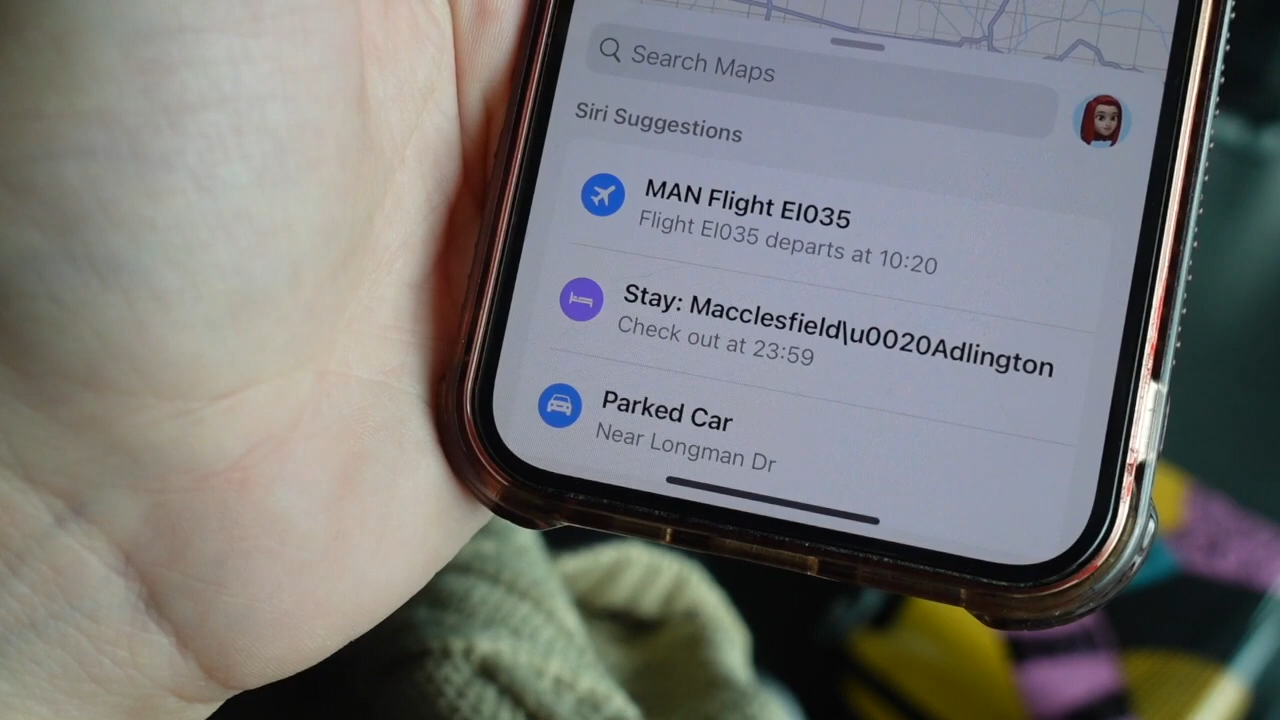 Search Maps
Siri Suggestions
MAN Flight EI035
Flight EI035 departs at 10:20
Stay: Macclesfield\u0020Adlington
Check out at 23:59
Parked Car
Near Longman Dr